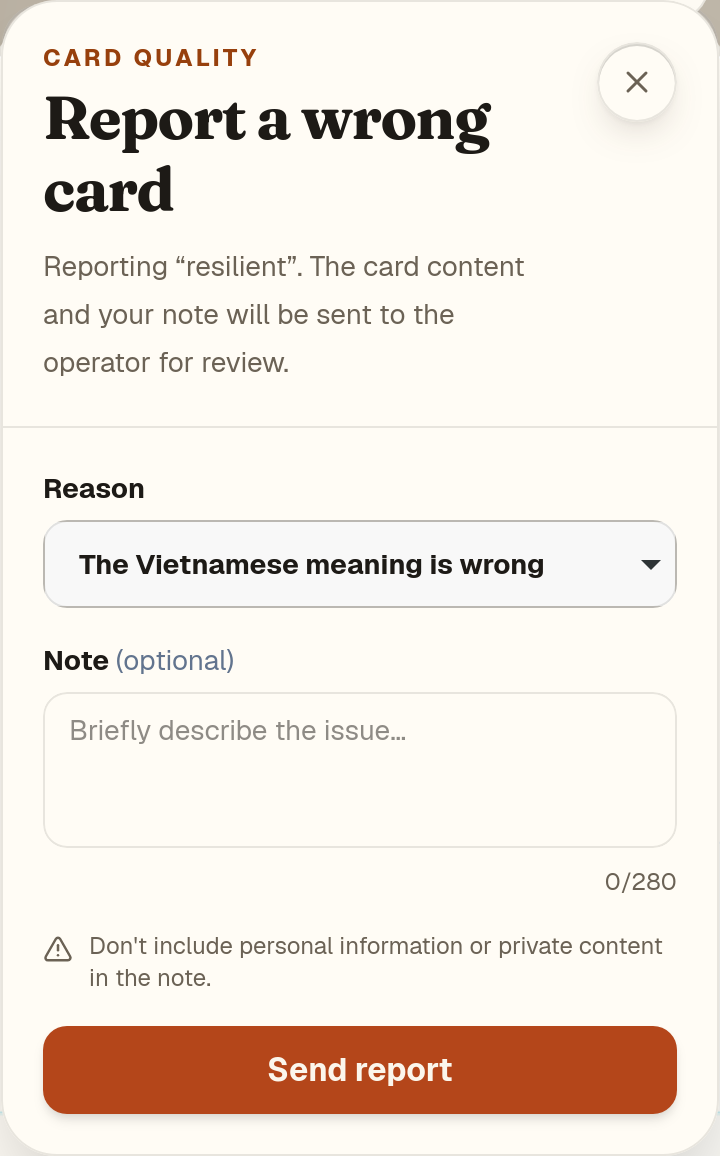 CARD QUALITY
Report a wrong
card
Reporting “resilient”. The card content
and your note will be sent to the
operator for review.
Reason
The Vietnamese meaning is wrong
Note (optional)
Briefly describe the issue…
0/280
Don't include personal information or private content
in the note.
Send report